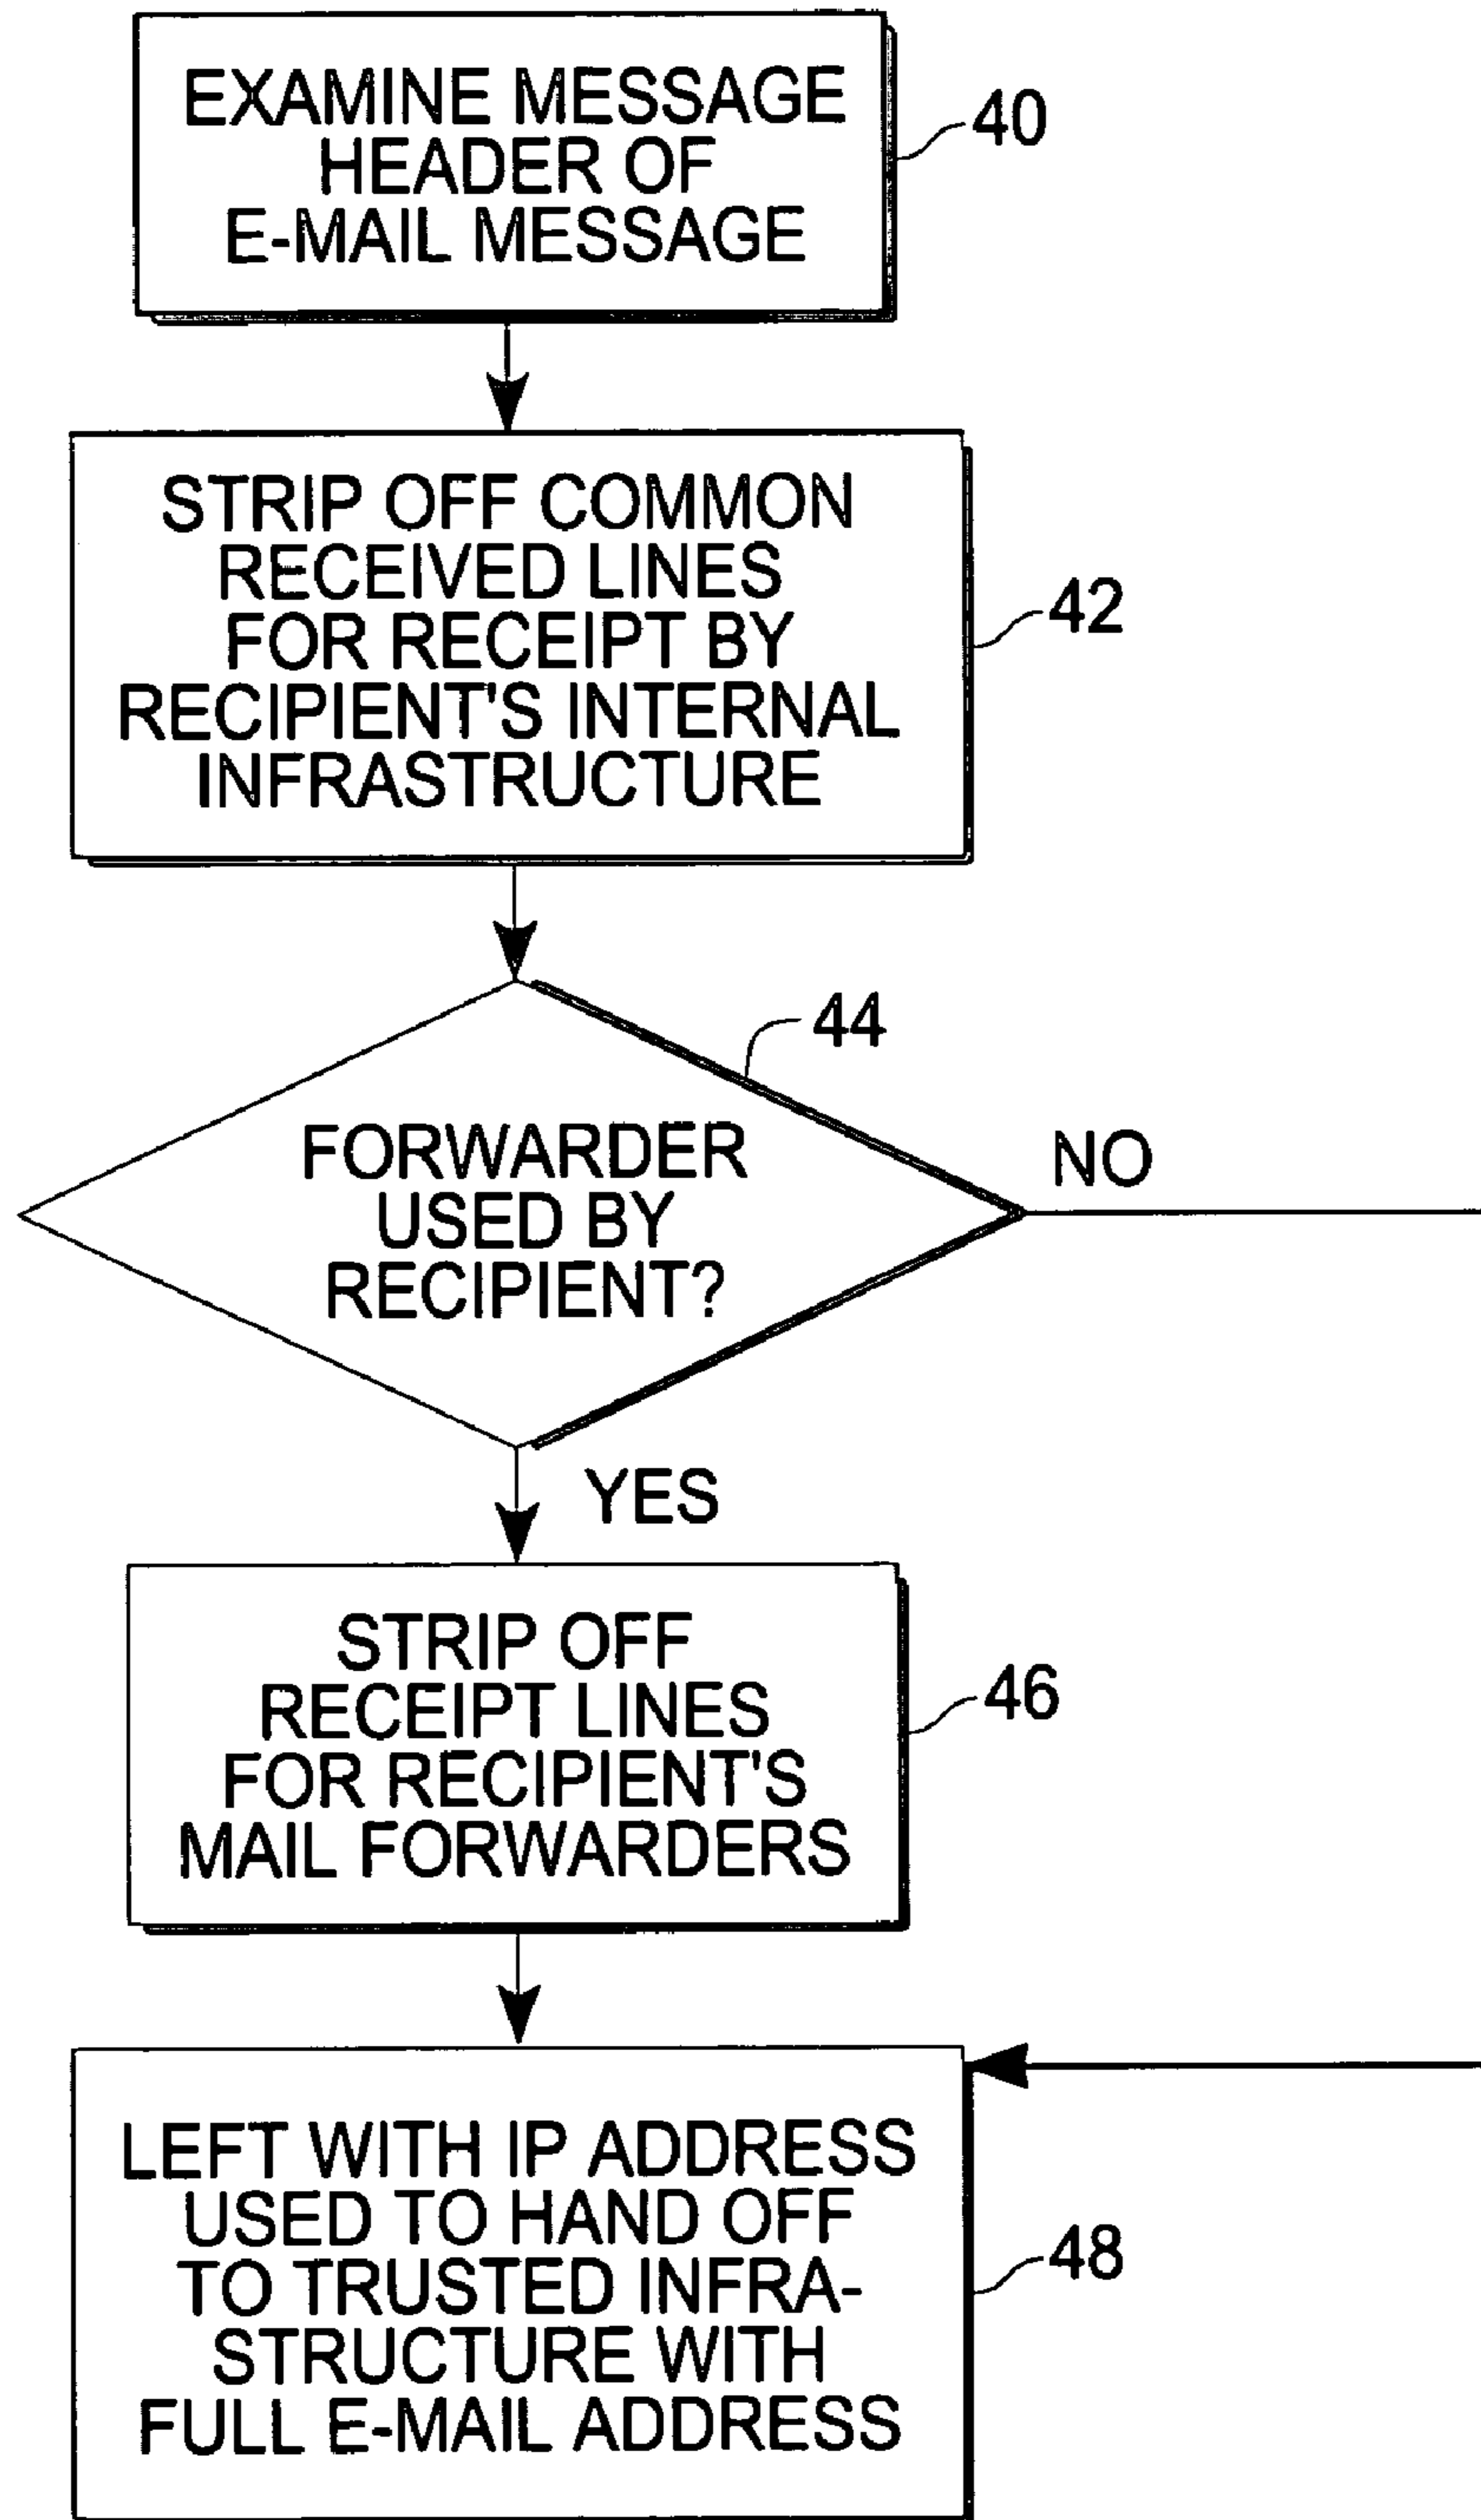 EXAMINE MESSAGE
HEADER OF
E-MAIL MESSAGE
40
STRIP OFF COMMON
RECEIVED LINES
FOR RECEIPT BY
RECIPIENT'S INTERNAL
INFRASTRUCTURE
42
44
FORWARDER
USED BY
RECIPIENT?
NO
YES
STRIP OFF
RECEIPT LINES
FOR RECIPIENT'S
MAIL FORWARDERS
46
LEFT WITH IP ADDRESS
USED TO HAND OFF
TO TRUSTED INFRA-
STRUCTURE WITH
FULL E-MAIL ADDRESS
48